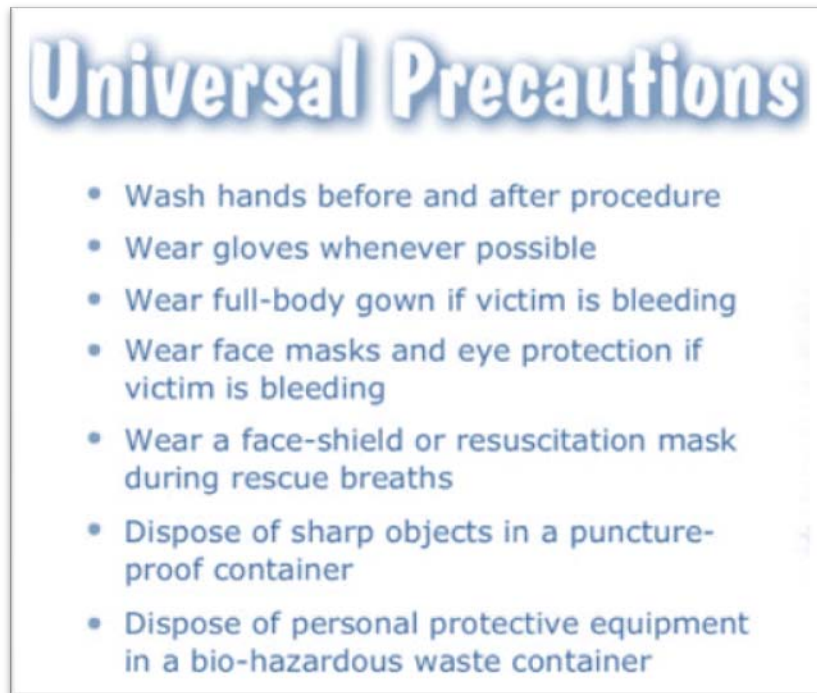 Universal Precautions
• Wash hands before and after procedure
• Wear gloves whenever possible
• Wear full-body gown if victim is bleeding
• Wear face masks and eye protection if
victim is bleeding
• Wear a face-shield or resuscitation mask
during rescue breaths
• Dispose of sharp objects in a puncture-
proof container
• Dispose of personal protective equipment
in a bio-hazardous waste container